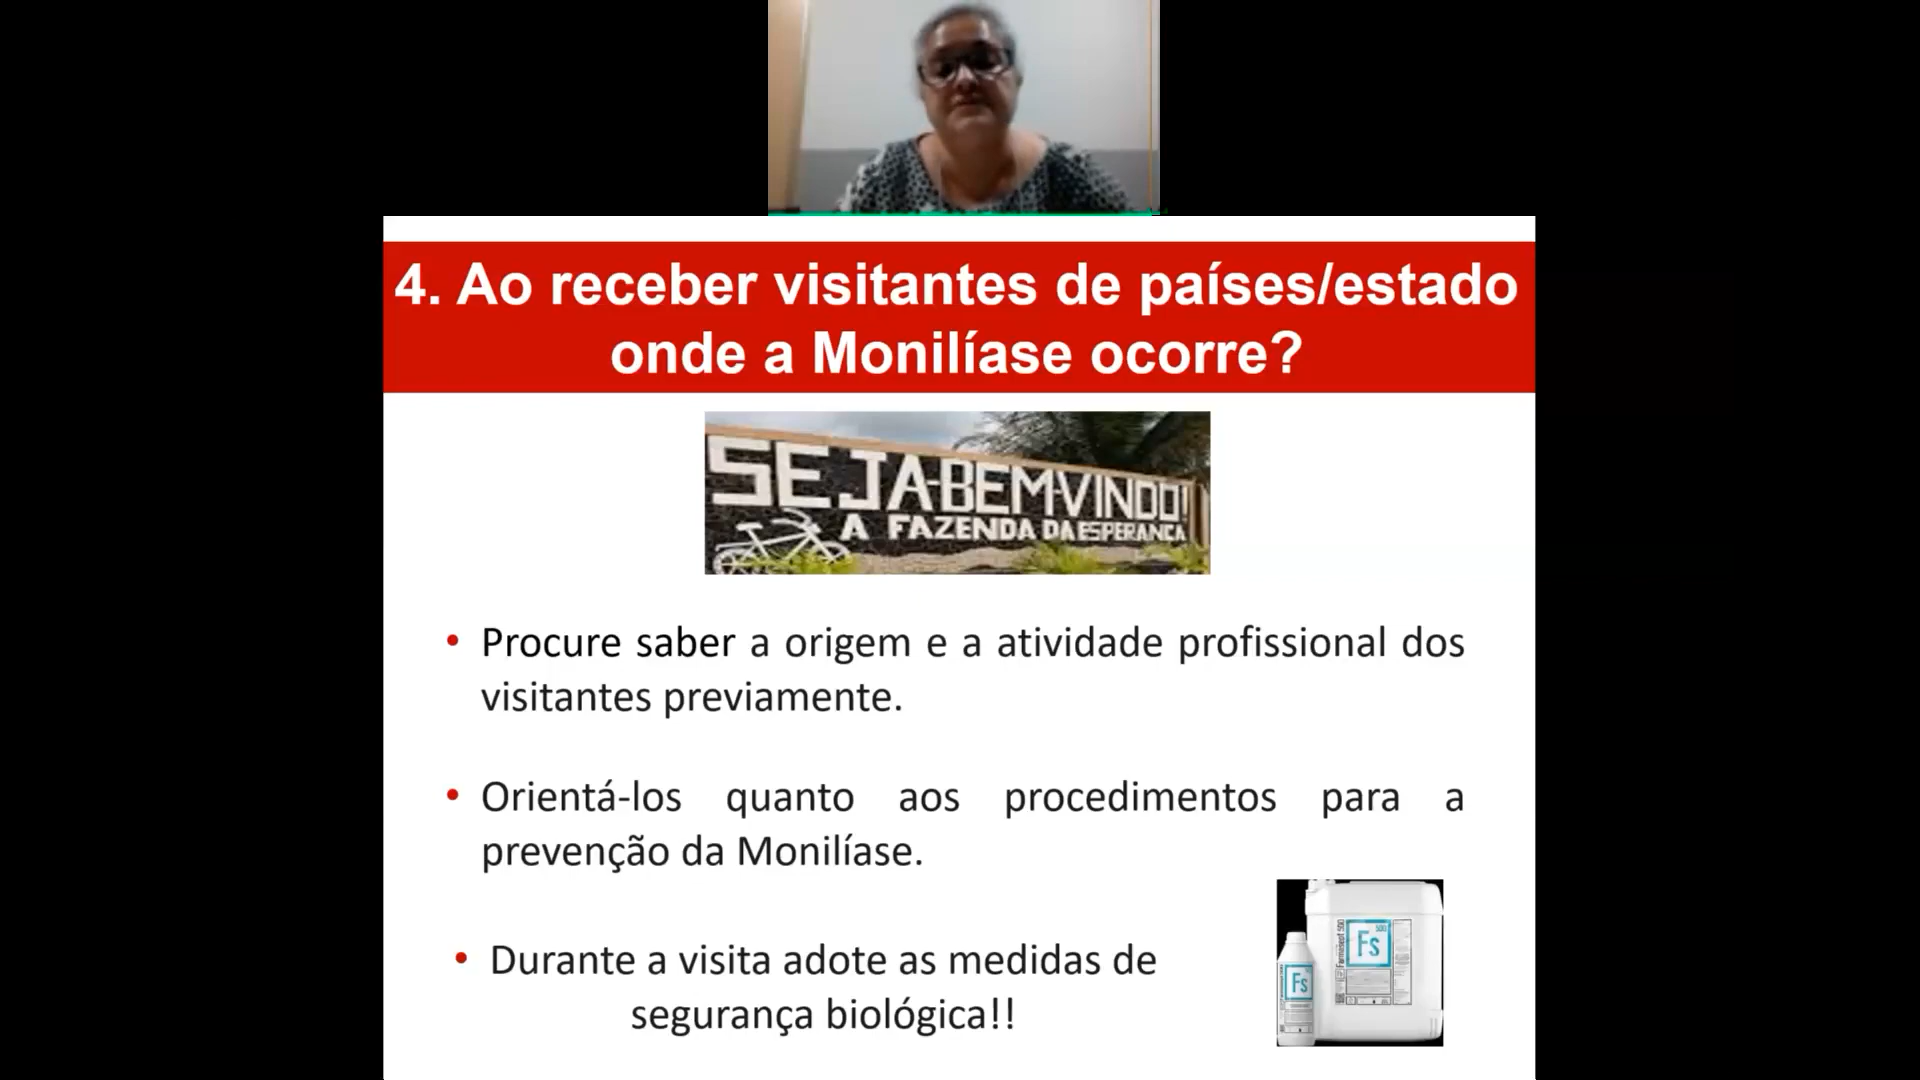 4. Ao receber visitantes de países/estado
onde a Monilíase ocorre?
SEJA-BEM-VINDO!
A FAZENDA DA ESPERANÇA
• Procure saber a origem e a atividade profissional dos
visitantes previamente.
• Orientá-los quanto aos procedimentos para a
prevenção da Monilíase.
• Durante a visita adote as medidas de
segurança biológica!!
Fs
500
Fs